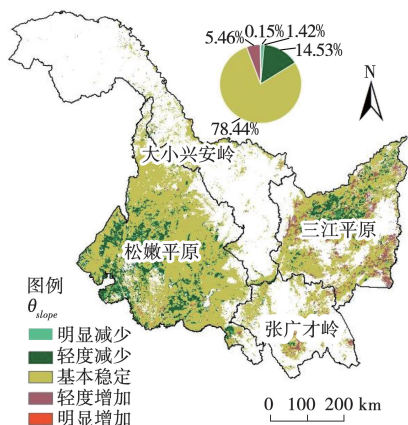 5.46%
0.15%
1.42%
14.53%
78.44%
N
大小兴安岭
三江平原
松嫩平原
张广才岭
图例
θslope
明显减少
轻度减少
基本稳定
轻度增加
明显增加
0 100 200 km